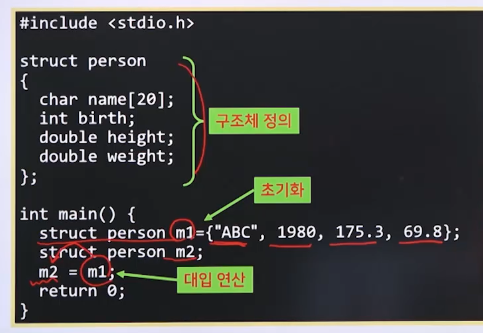 #include <stdio.h>
struct person
{
char name[20];
int birth;
double height;
double weight;
};
구조체 정의
초기화
int main() {
struct person m1={"ABC", 1980, 175.3, 69.8};
struct person m2;
m2 = m1;
대입 연산
return 0;
}